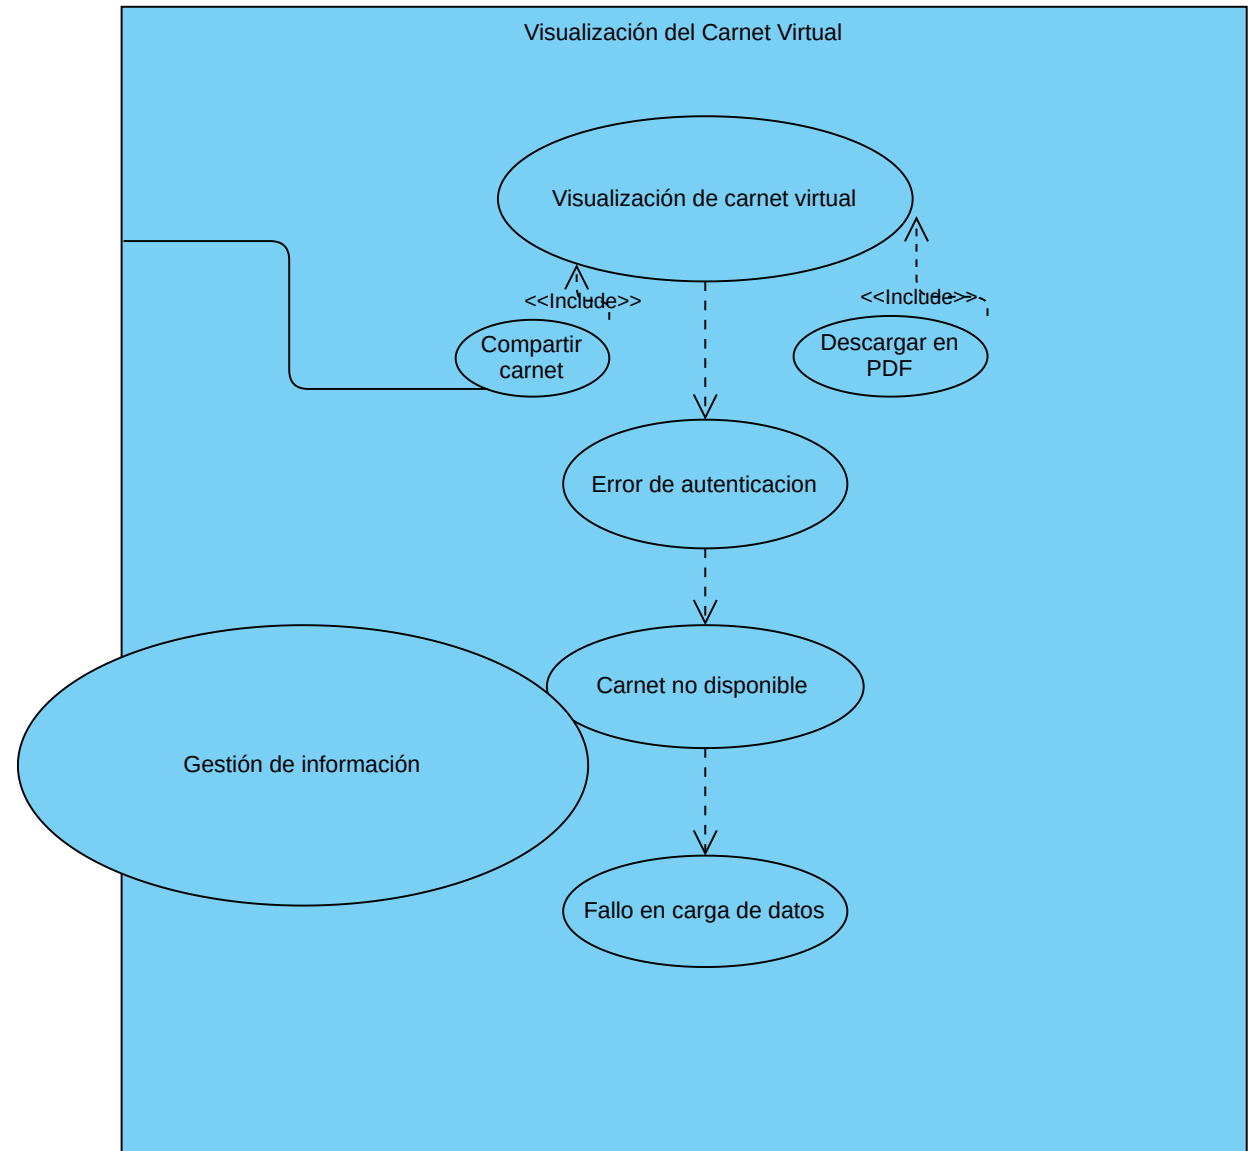 Visualización del Carnet Virtual
Visualización de carnet virtual
<<Include>>
<<Include>>
Compartir
carnet
Descargar en
PDF
Error de autenticacion
Carnet no disponible
Gestión de información
Fallo en carga de datos